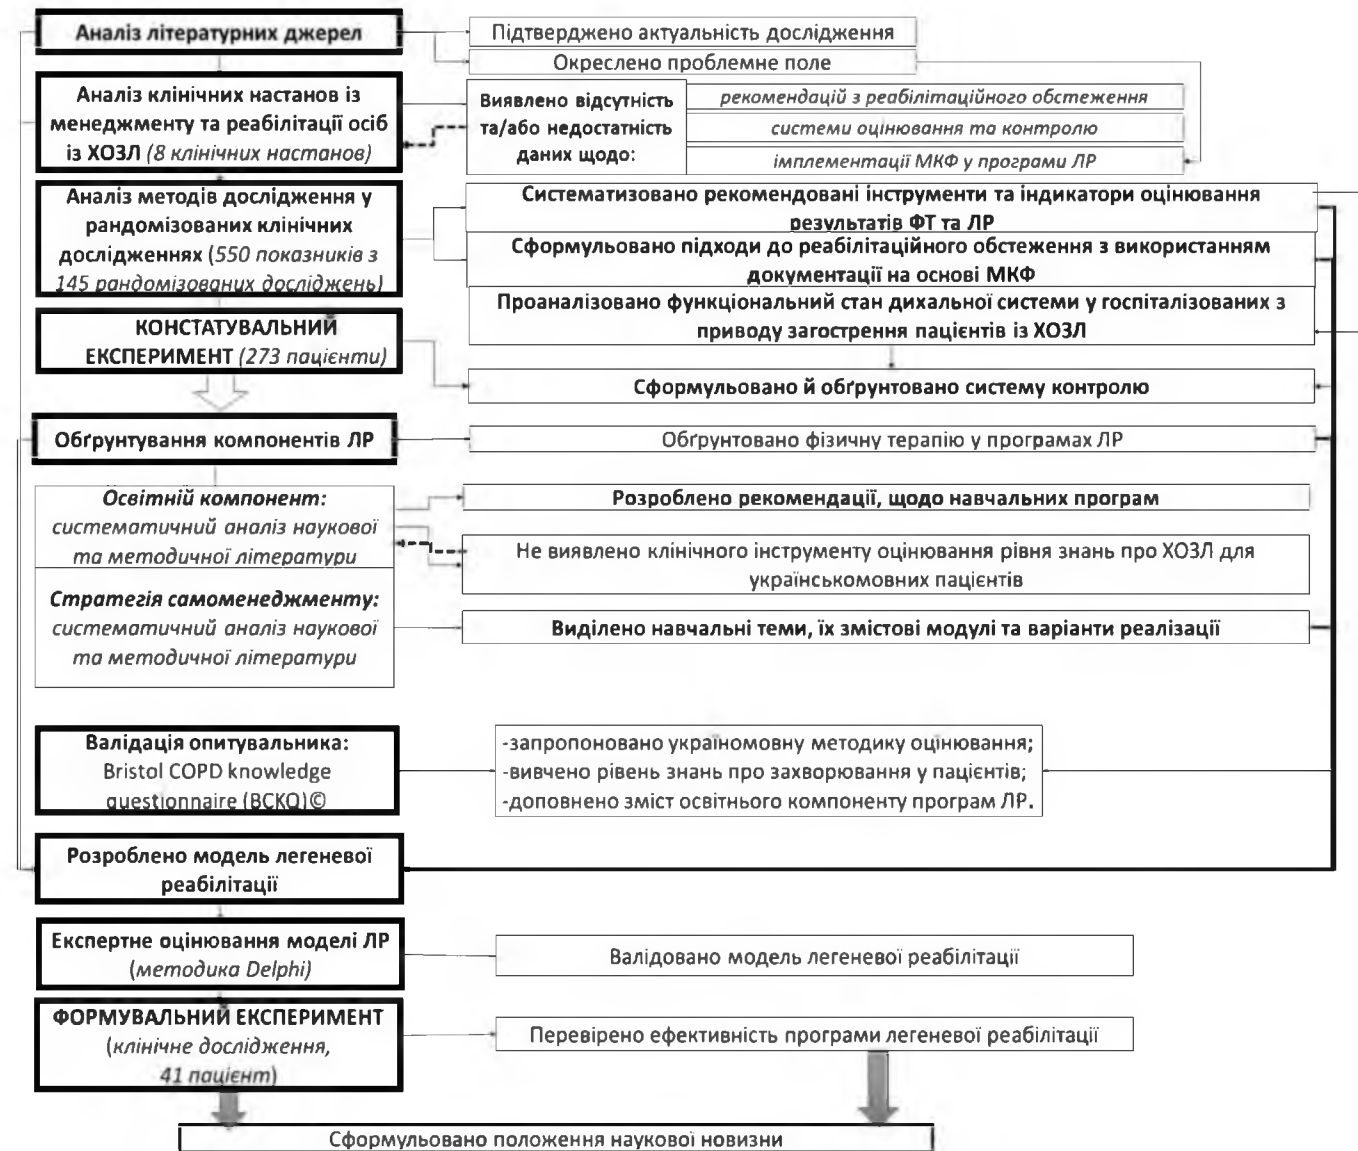 Аналіз літературних джерел
Підтверджено актуальність дослідження
Окреслено проблемне поле
Аналіз клінічних настанов із
менеджменту та реабілітації осіб
із ХОЗЛ (8 клінічних настанов)
Виявлено відсутність
та/або недостатність
даних щодо:
рекомендацій з реабілітаційного обстеження
системи оцінювання та контролю
імплементації МКФ у програми ЛР
Аналіз методів дослідження у
рандомізованих клінічних
дослідженнях (550 показників з
145 рандомізованих досліджень)
Систематизовано рекомендовані інструменти та індикатори оцінювання
результатів ФТ та ЛР
Сформульовано підходи до реабілітаційного обстеження з використанням
документації на основі МКФ
Проаналізовано функціональний стан дихальної системи у госпіталізованих з
приводу загострення пацієнтів із ХОЗЛ
КОНСТАТУВАЛЬНИЙ
ЕКСПЕРИМЕНТ (273 пацієнти)
Сформульовано й обґрунтовано систему контролю
Обґрунтування компонентів ЛР
Обґрунтовано фізичну терапію у програмах ЛР
Освітній компонент:
систематичний аналіз наукової
та методичної літератури
Розроблено рекомендації, щодо навчальних програм
Не виявлено клінічного інструменту оцінювання рівня знань про ХОЗЛ для
українськомовних пацієнтів
Стратегія самоменеджменту:
систематичний аналіз наукової
та методичної літератури
Виділено навчальні теми, їх змістові модулі та варіанти реалізації
Валідація опитувальника:
Bristol COPD knowledge
questionnaire (BCKQ)©
-запропоновано україномовну методику оцінювання;
-вивчено рівень знань про захворювання у пацієнтів;
-доповнено зміст освітнього компоненту програм ЛР.
Розроблено модель легеневої
реабілітації
Експертне оцінювання моделі ЛР
(методика Delphi)
Валідовано модель легеневої реабілітації
ФОРМУВАЛЬНИЙ ЕКСПЕРИМЕНТ
(клінічне дослідження,
41 пацієнт)
Перевірено ефективність програми легеневої реабілітації
Сформульовано положення наукової новизни